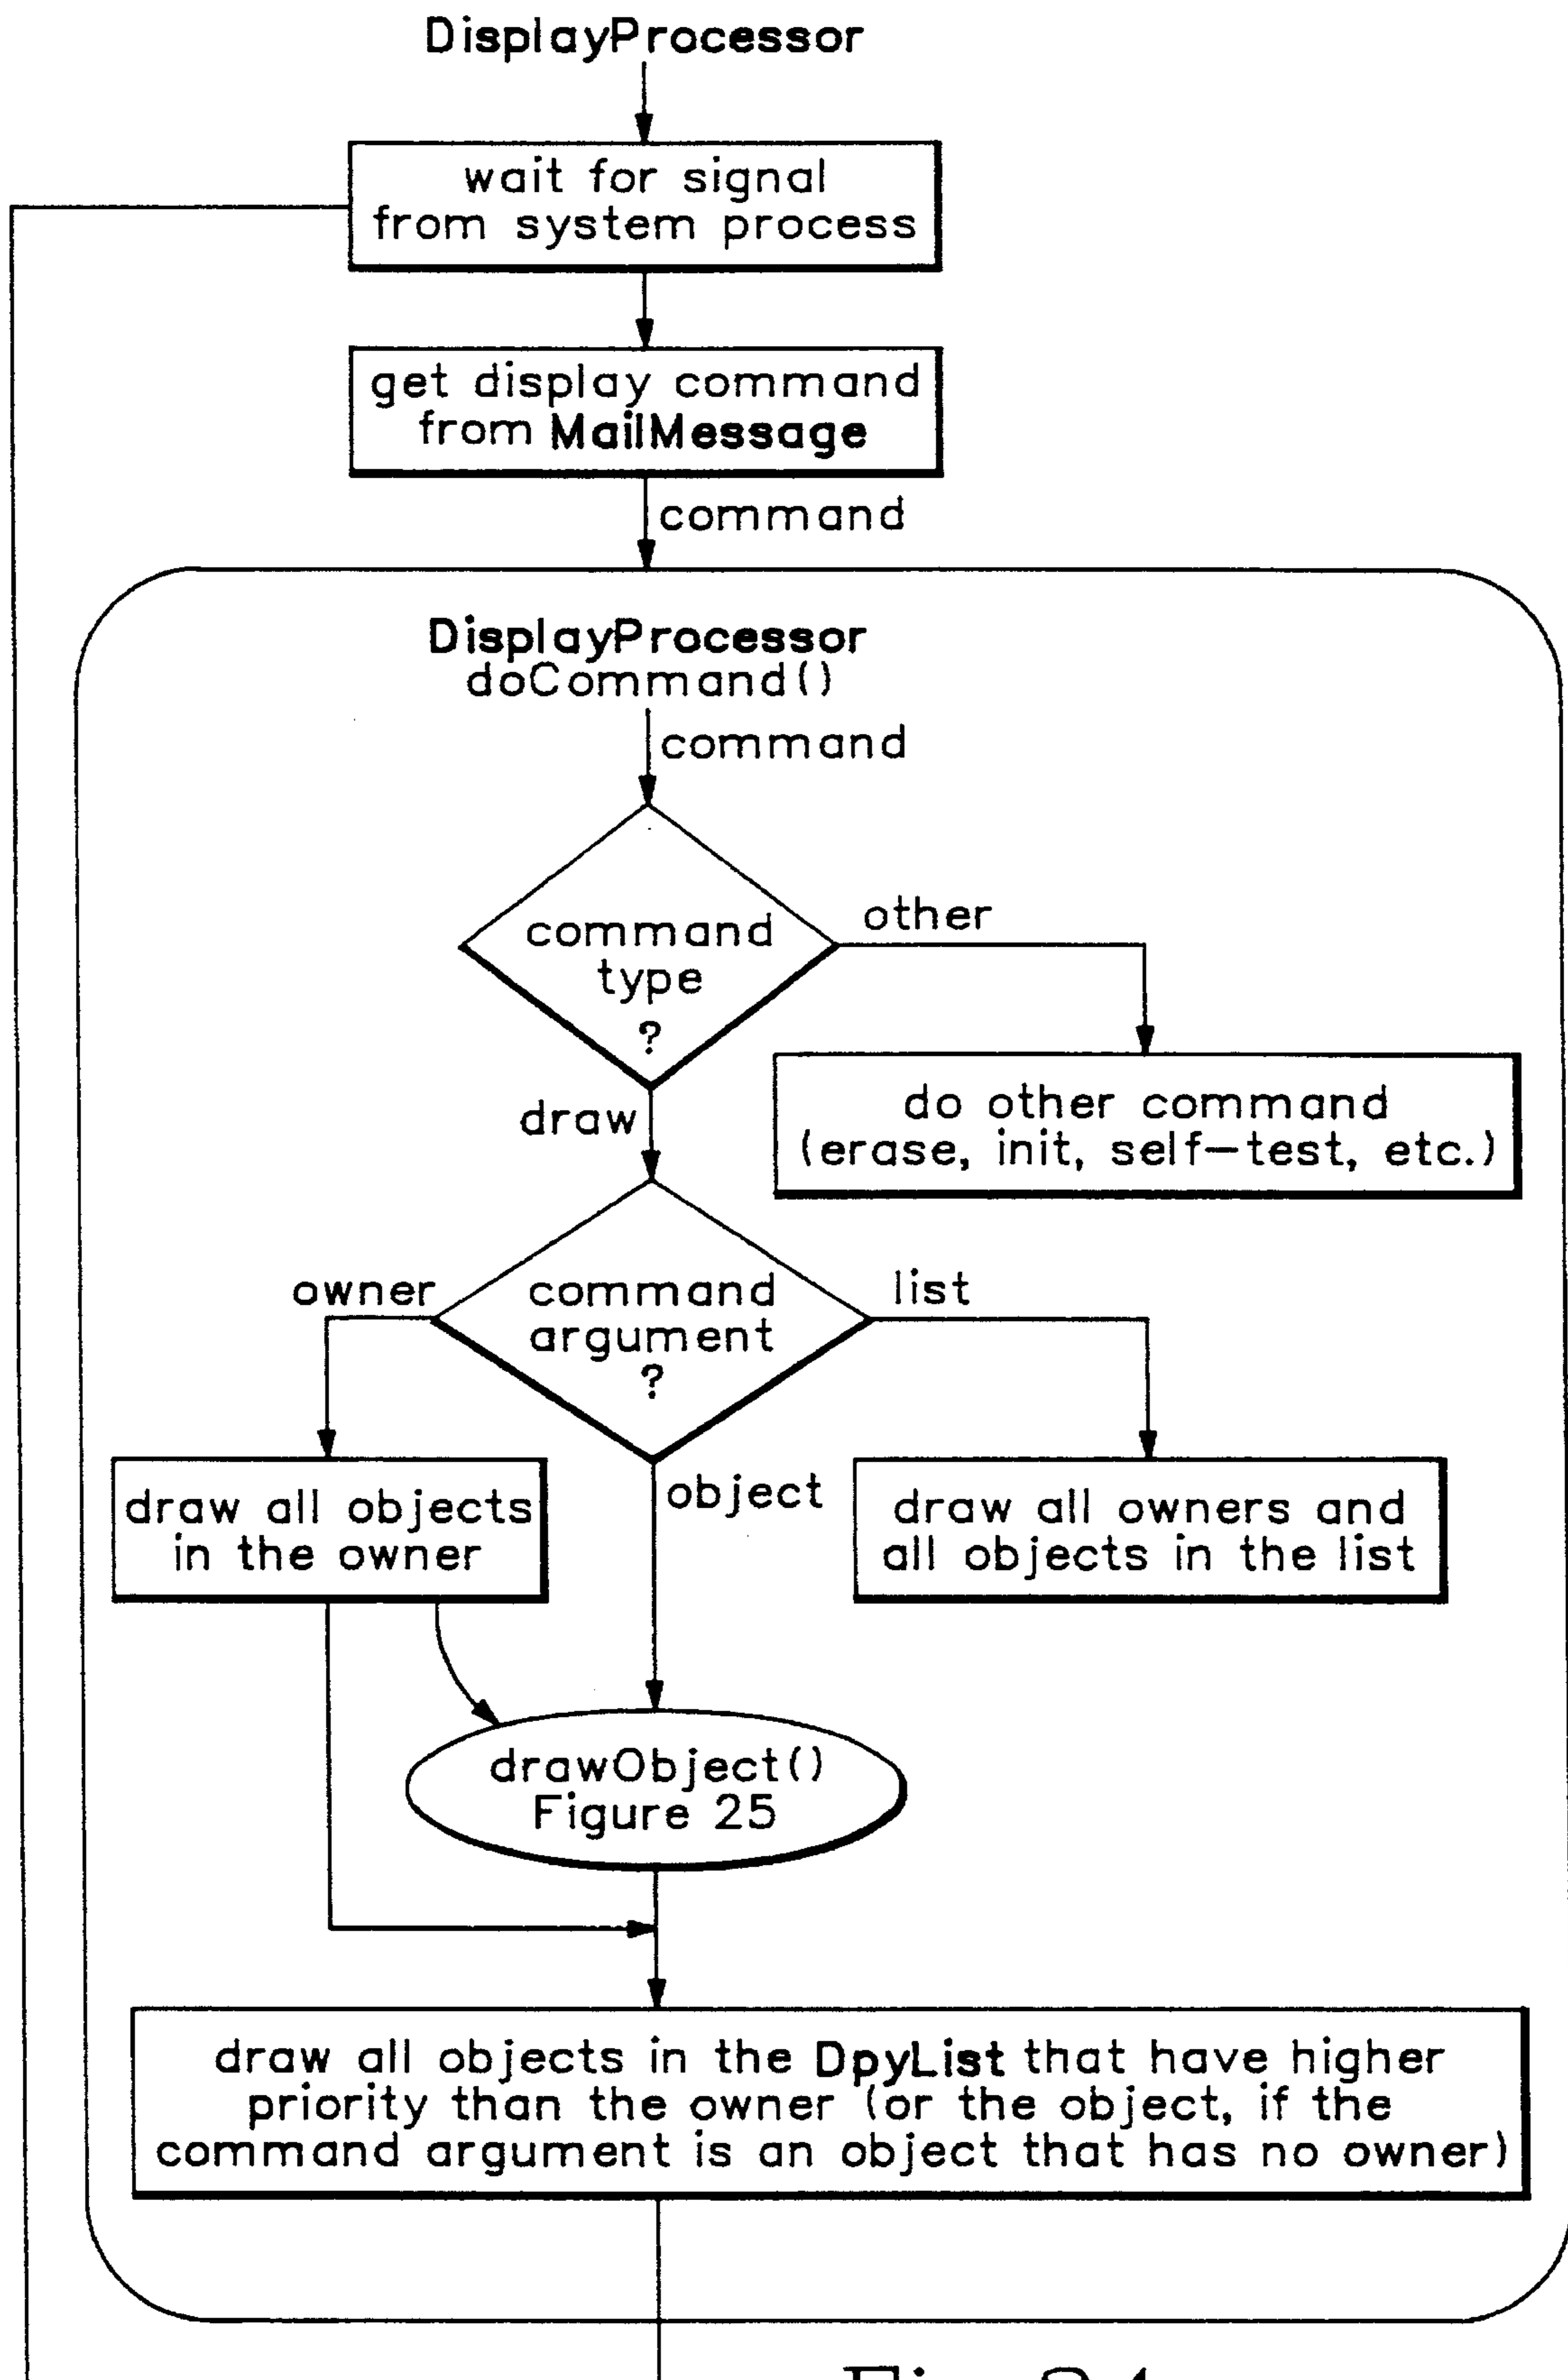 DisplayProcessor
wait for signal
from system process
get display command
from MailMessage
command
DisplayProcessor
doCommand()
command
command
type
?
other
do other command
(erase, init, self-test, etc.)
draw
owner
command
argument
?
list
draw all objects
in the owner
object
draw all owners and
all objects in the list
drawObject()
Figure 25
draw all objects in the DpyList that have higher
priority than the owner (or the object, if the
command argument is an object that has no owner)